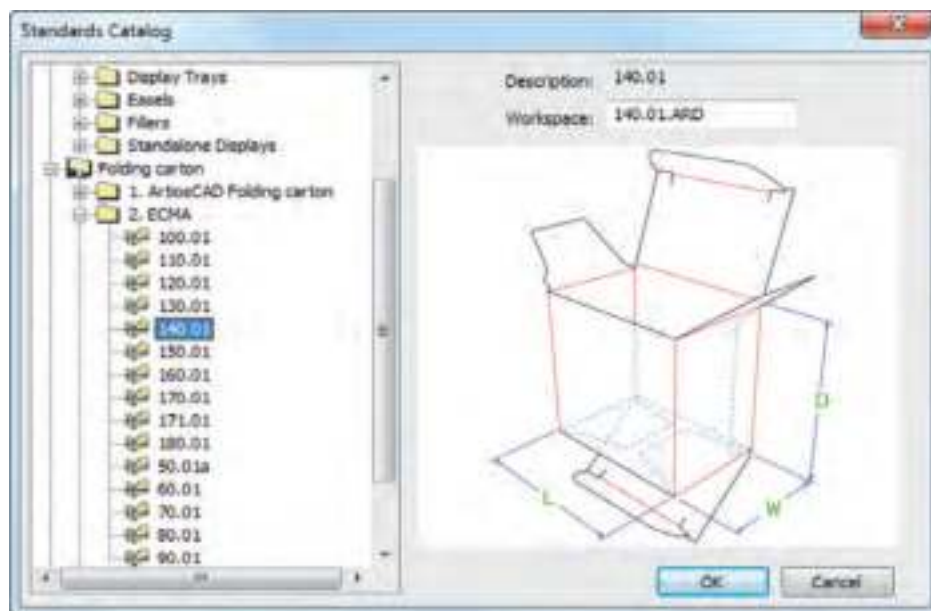 Standards Catalog
Display Trays
Easels
Fillers
Standalone Displays
Folding carton
1. ArtiosCAD Folding carton
2. ECMA
100.01
110.01
120.01
130.01
140.01
150.01
160.01
170.01
171.01
180.01
50.01a
60.01
70.01
80.01
90.01
Description: 140.01
Workspace: 140.01.ARD
D
L
W
OK
Cancel